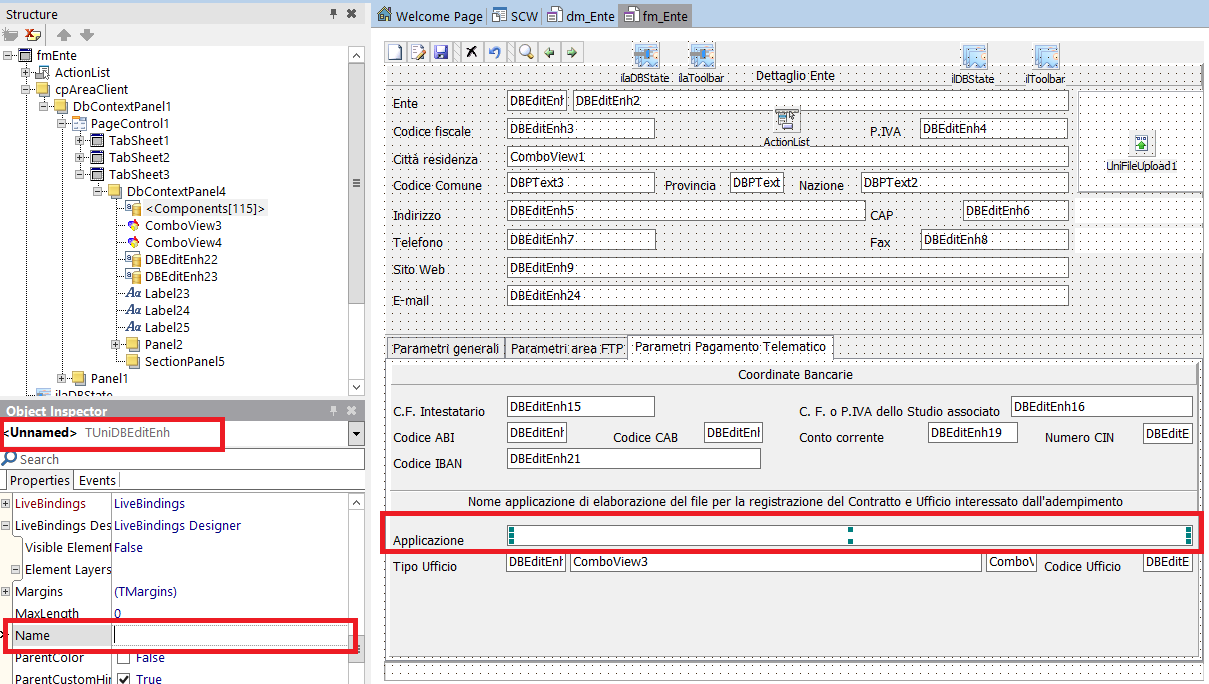 Structure
Welcome Page
SCW
dm_Ente
fm_Ente
fmEnte
ActionList
cpAreaClient
DbContextPanel1
PageControl1
TabSheet1
TabSheet2
TabSheet3
DbContextPanel4
<Components[115]>
ComboView3
ComboView4
DBEditEnh22
DBEditEnh23
Label23
Label24
Label25
Panel2
SectionPanel5
Panel1
ilaDBState
Object Inspector
<Unnamed> TUniDBEditEnh
Search
Properties
Events
LiveBindings LiveBindings
LiveBindings Des LiveBindings Designer
Visible Element False
Element Layers
Margins (TMargins)
MaxLength 0
Name
ParentColor False
ParentCustomHin True
ilaDBState
ilaToolbar
Dettaglio Ente
ilDBState
ilToolbar
Ente DBEditEnh DBEditEnh2
Codice fiscale DBEditEnh3 ActionList P.IVA DBEditEnh4
Città residenza ComboView1
UniFileUpload1
Codice Comune DBPText3 Provincia DBPText Nazione DBPText2
Indirizzo DBEditEnh5 CAP DBEditEnh6
Telefono DBEditEnh7 Fax DBEditEnh8
Sito Web DBEditEnh9
E-mail DBEditEnh24
Parametri generali Parametri area FTP Parametri Pagamento Telematico
Coordinate Bancarie
C.F. Intestatario DBEditEnh15 C. F. o P.IVA dello Studio associato DBEditEnh16
Codice ABI DBEditEnh Codice CAB DBEditEnh Conto corrente DBEditEnh19 Numero CIN DBEditE
Codice IBAN DBEditEnh21
Nome applicazione di elaborazione del file per la registrazione del Contratto e Ufficio interessato dall'adempimento
Applicazione
Tipo Ufficio DBEditEnh ComboView3 ComboV Codice Ufficio DBEditE